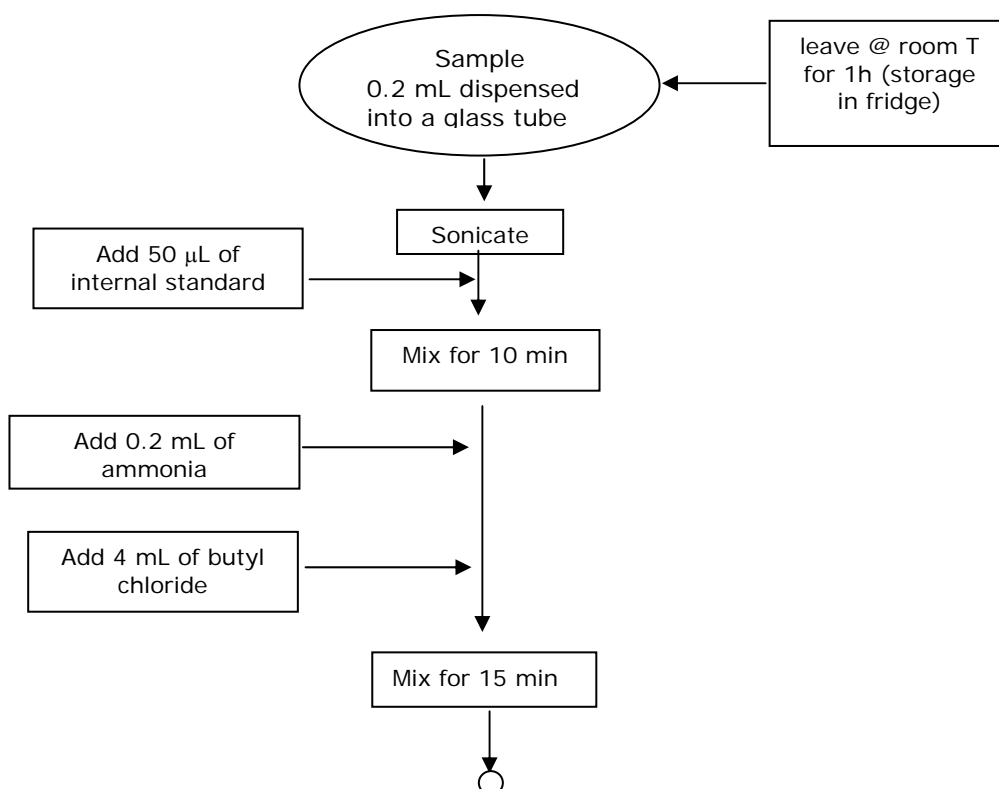 Sample
0.2 mL dispensed
into a glass tube
leave @ room T
for 1h (storage
in fridge)
Sonicate
Add 50 μL of
internal standard
Mix for 10 min
Add 0.2 mL of
ammonia
Add 4 mL of butyl
chloride
Mix for 15 min